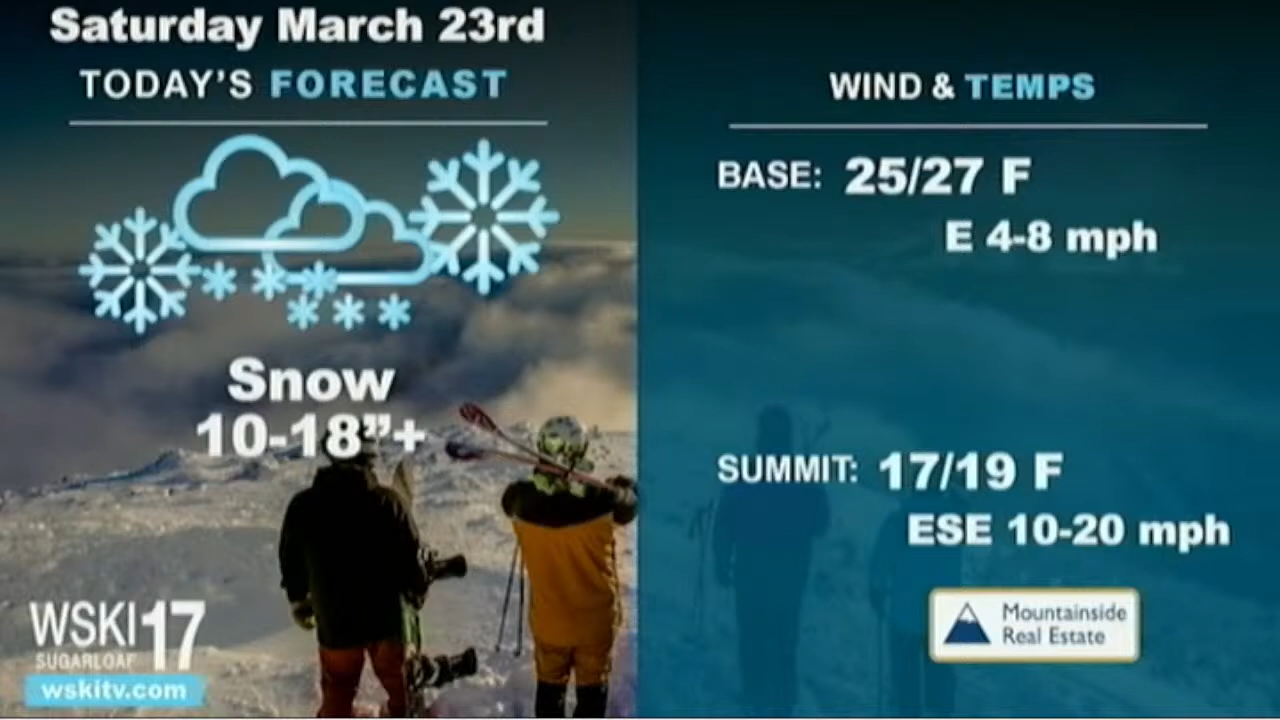 Saturday March 23rd
TODAY'S FORECAST
Snow
10-18"+
WSKI 17
SUGARLOAF
wskitv.com
WIND & TEMPS
BASE: 25/27 F
E 4-8 mph
SUMMIT: 17/19 F
ESE 10-20 mph
Mountainside
Real Estate